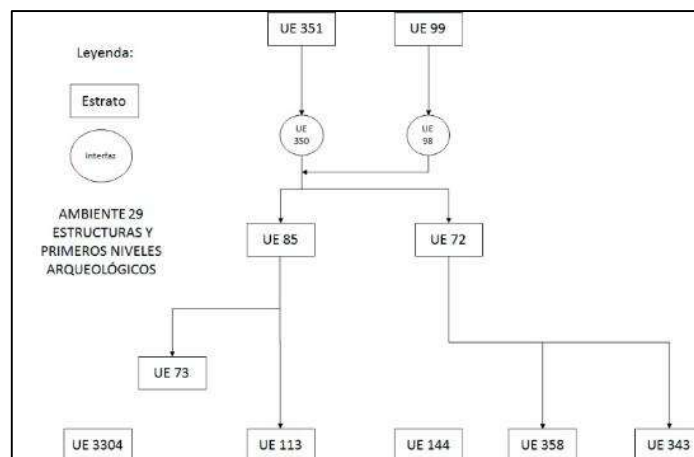 UE 351
UE 99
Leyenda:
Estrato
UE
350
UE
98
Interfaz
AMBIENTE 29
ESTRUCTURAS Y
PRIMEROS NIVELES
ARQUEOLÓGICOS
UE 85
UE 72
UE 73
UE 3304
UE 113
UE 144
UE 358
UE 343